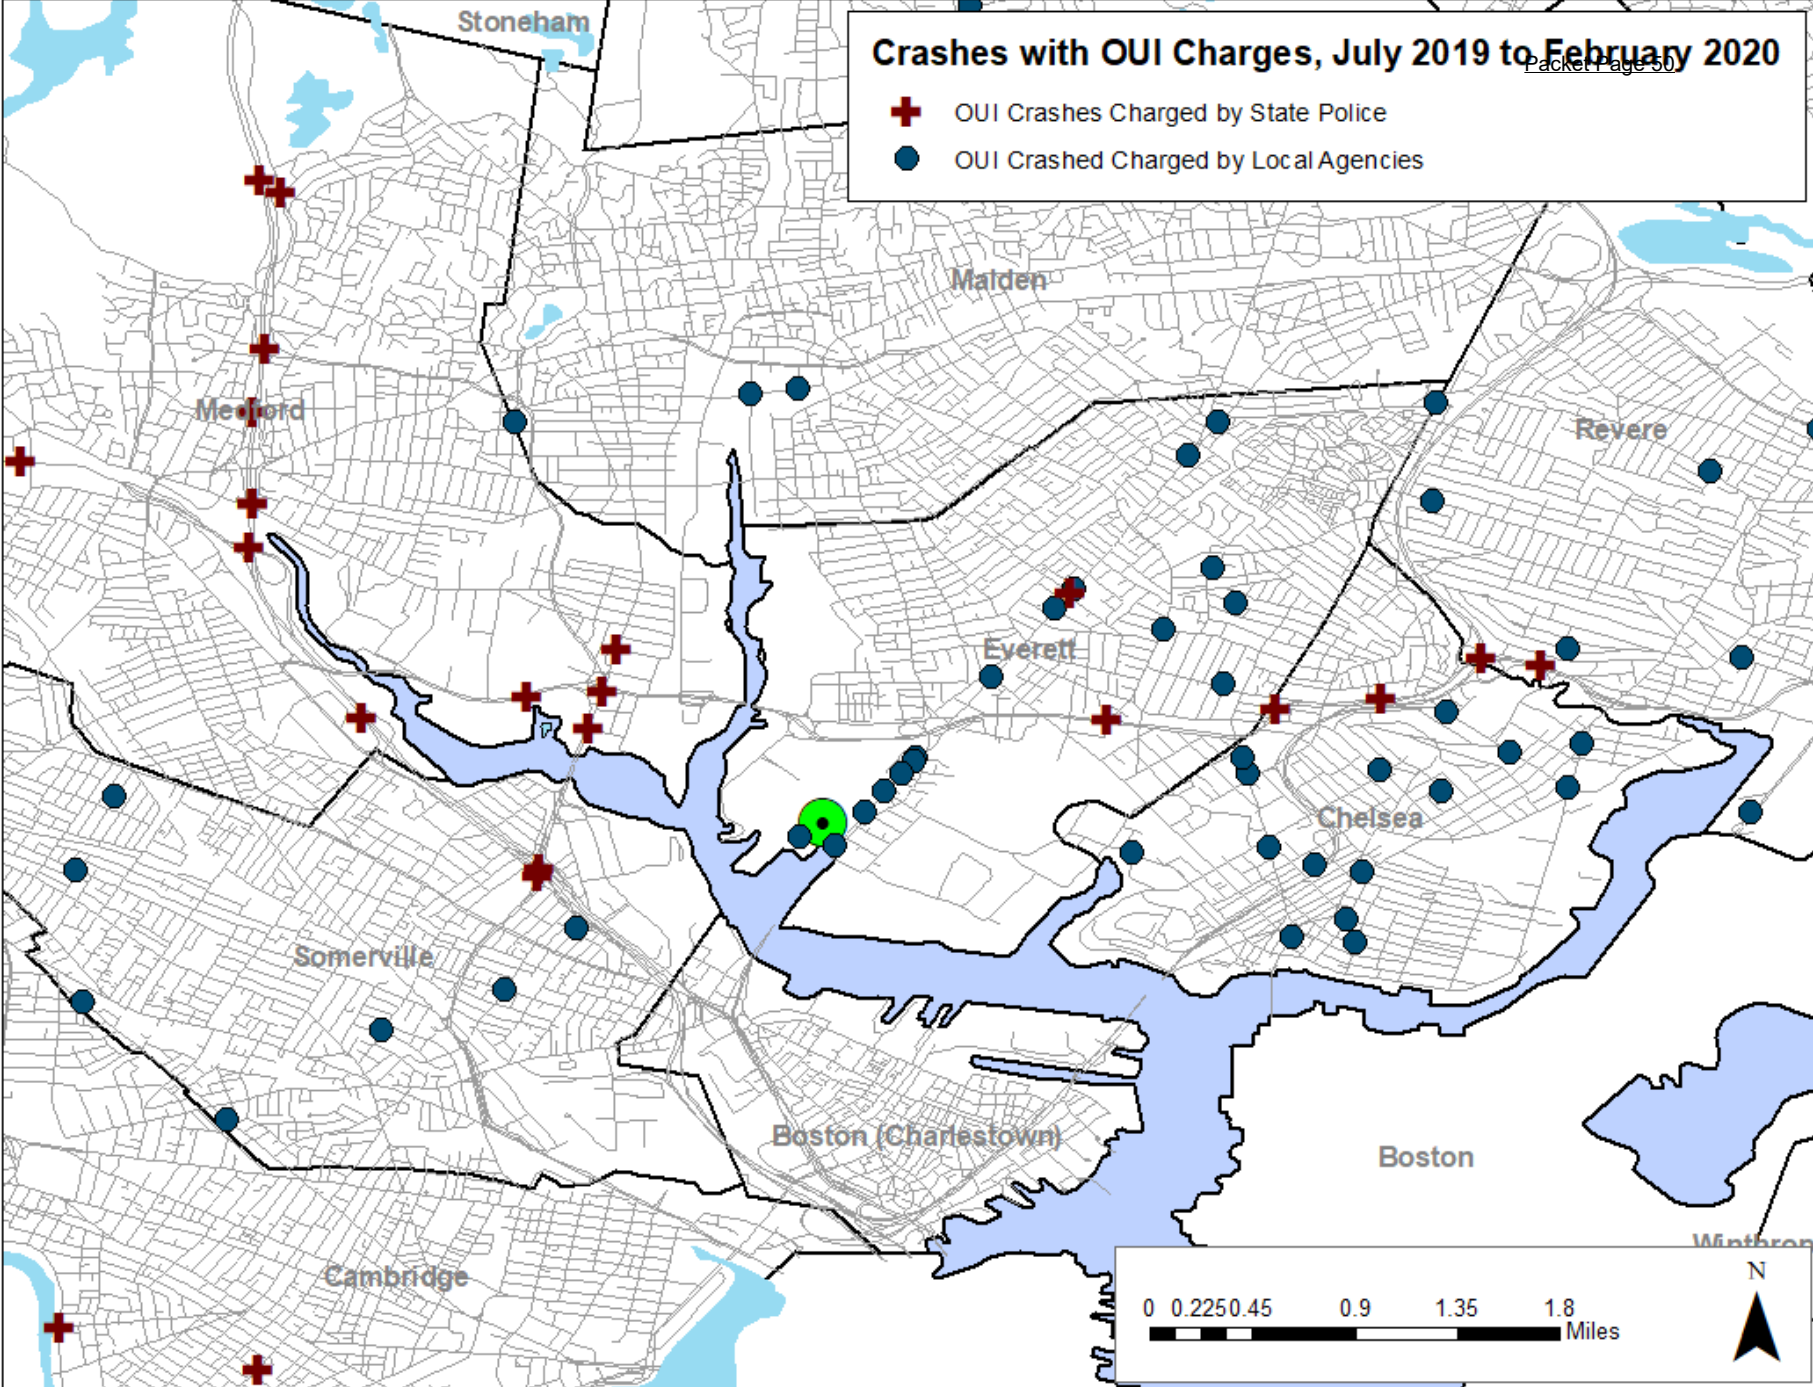 Stoneham
Crashes with OUI Charges, July 2019 to February 2020
Packet Page 50
OUI Crashes Charged by State Police
OUI Crashed Charged by Local Agencies
Malden
Medford
Revere
Everett
Chelsea
Somerville
Boston (Charlestown)
Boston
Winthrop
Cambridge
N
0 0.225 0.45 0.9 1.35 1.8
Miles